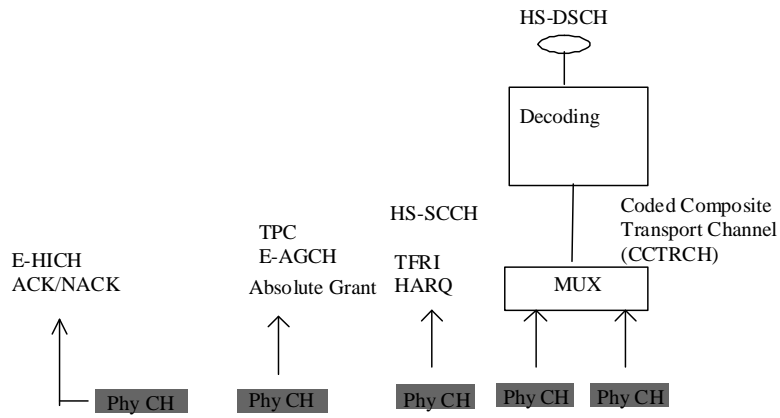 HS-DSCH
Decoding
HS-SCCH
Coded Composite
Transport Channel
(CCTRCH)
TPC
E-AGCH
Absolute Grant
E-HICH
ACK/NACK
TFRI
HARQ
MUX
Phy CH
Phy CH
Phy CH
Phy CH
Phy CH